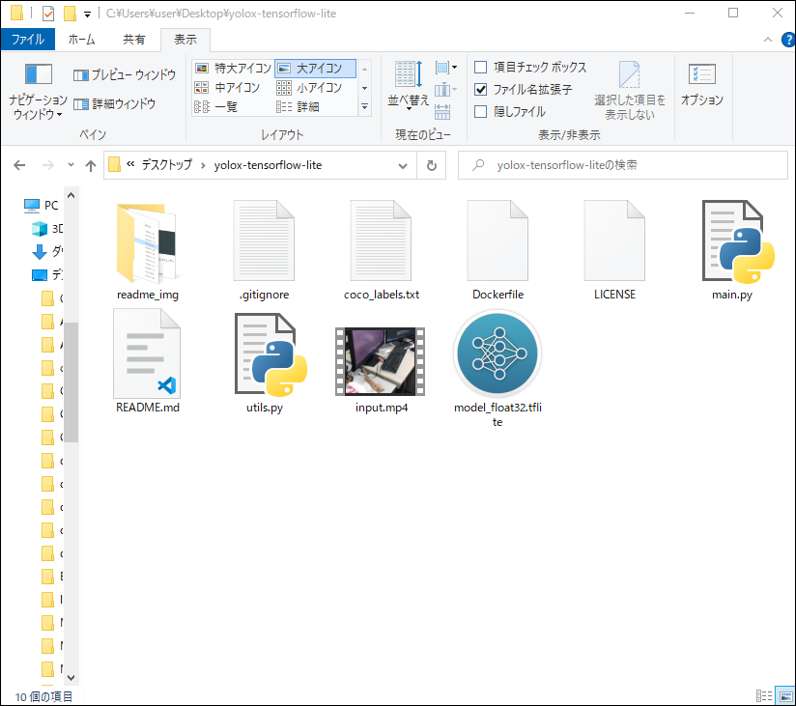 C:¥Users¥user¥Desktop¥yolox-tensorflow-lite
ファイル ホーム 共有 表示
ナビゲーション ウィンドウ
プレビュー ウィンドウ
詳細ウィンドウ
ペイン
特大アイコン 大アイコン
中アイコン 小アイコン
一覧 詳細
レイアウト
並べ替え
現在のビュー
項目チェック ボックス
ファイル名拡張子
隠しファイル
選択した項目を
表示しない
表示/非表示
オプション
« デスクトップ › yolox-tensorflow-lite
yolox-tensorflow-liteの検索
PC
3D
readme_img .gitignore coco_labels.txt Dockerfile LICENSE main.py
README.md utils.py input.mp4 model_float32.tflite
10 個の項目